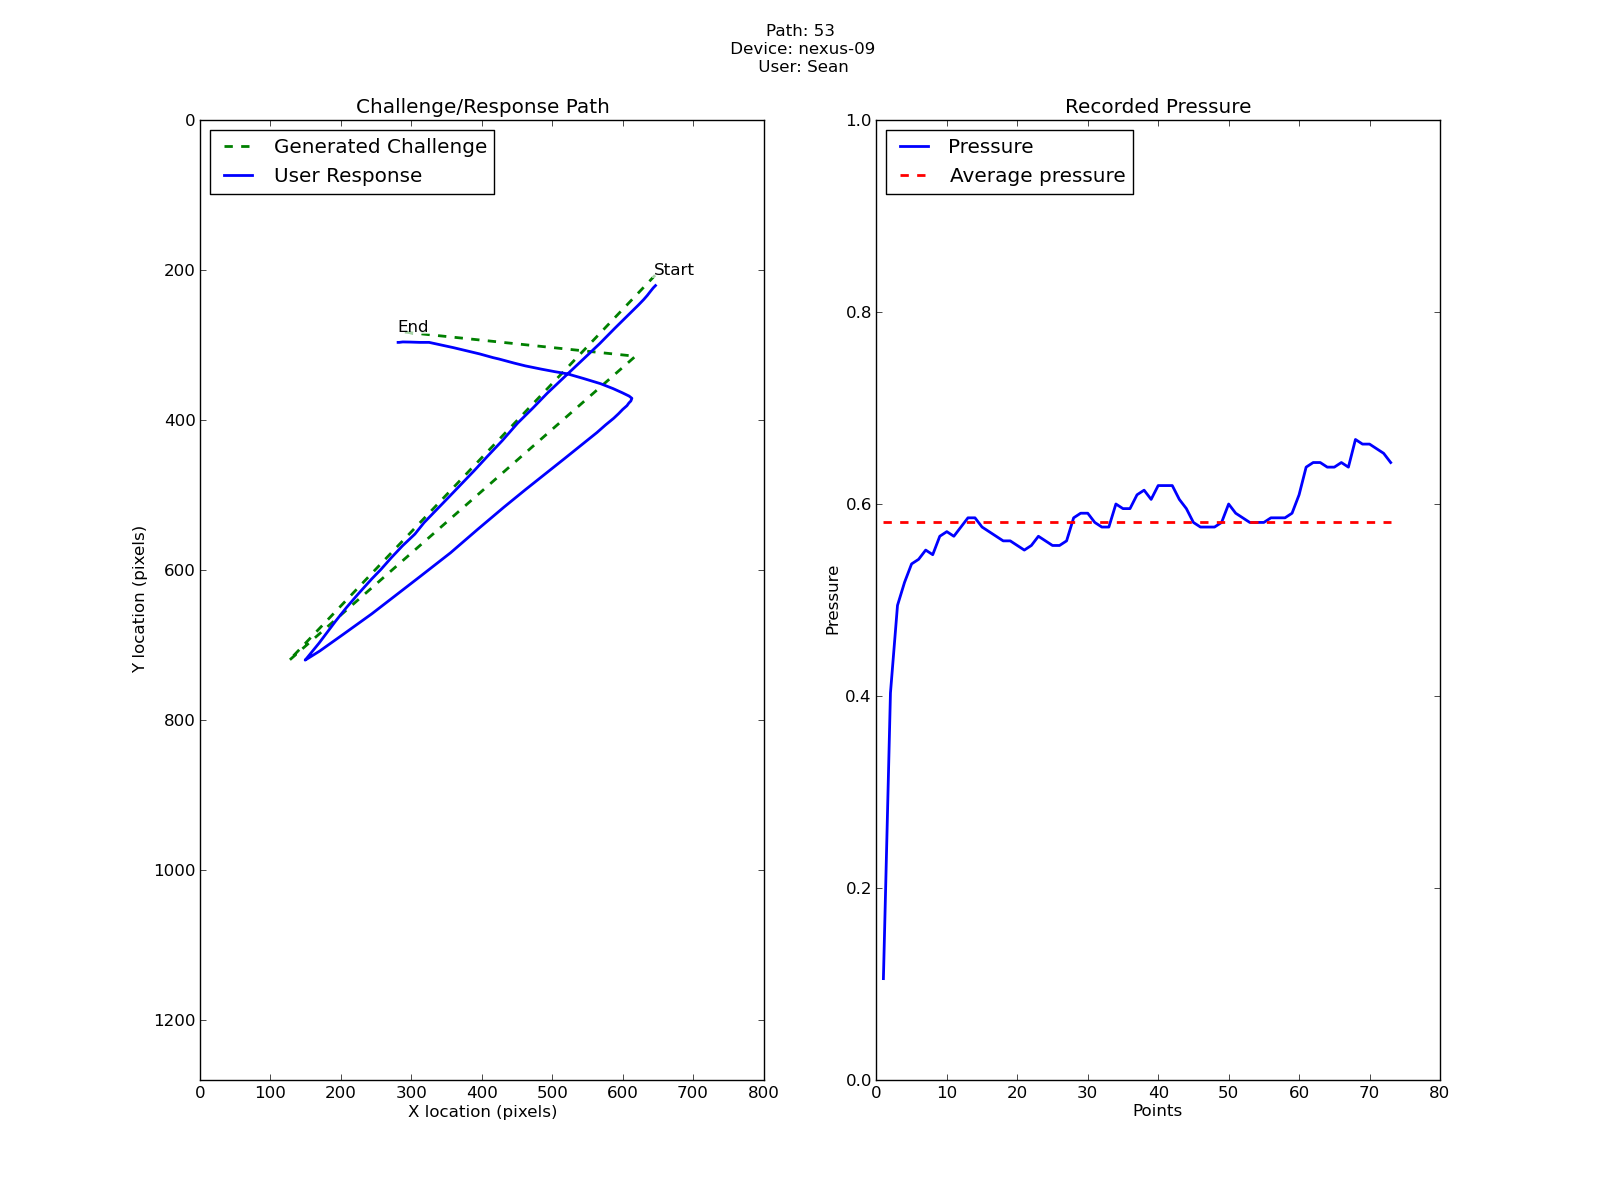 Path: 53
Device: nexus-09
User: Sean
Challenge/Response Path
Generated Challenge
User Response
Start
End
0
200
400
600
800
1000
1200
Y location (pixels)
0 100 200 300 400 500 600 700 800
X location (pixels)
Recorded Pressure
Pressure
Average pressure
1.0
0.8
0.6
0.4
0.2
0.0
Pressure
0 10 20 30 40 50 60 70 80
Points